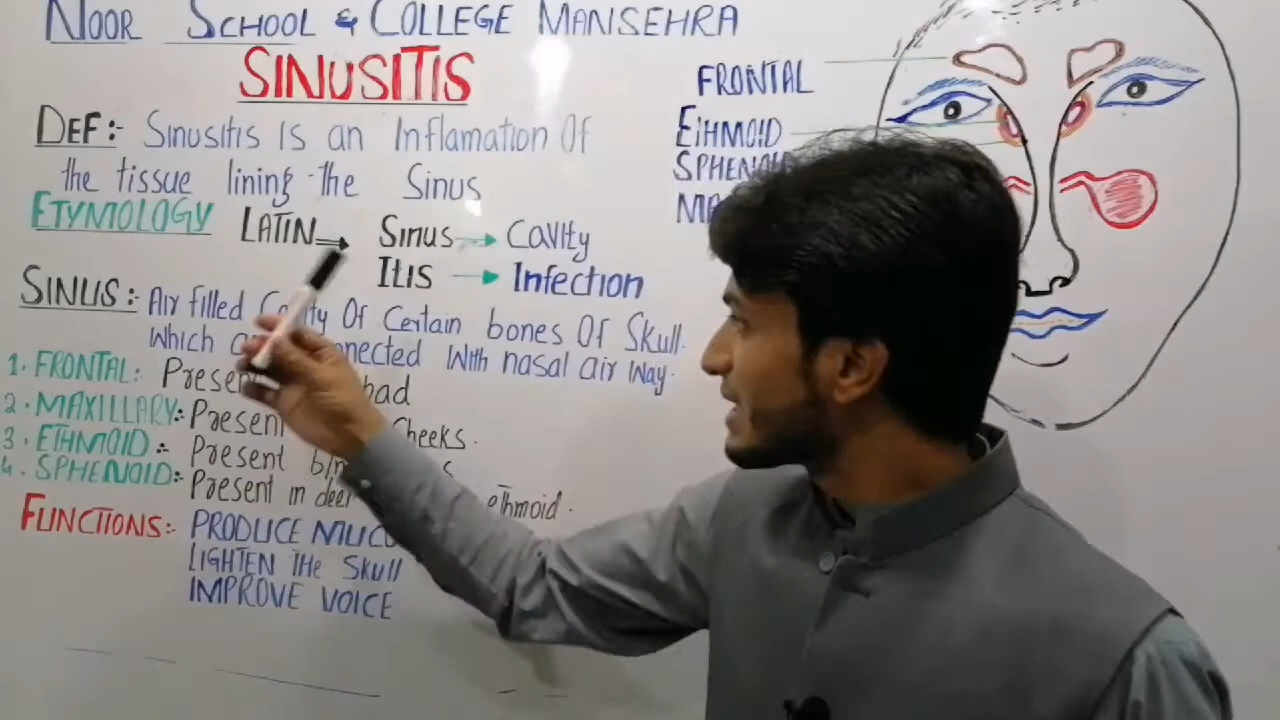 NOOR SCHOOL & COLLEGE MANSEHRA
SINUSITIS
DEF:- Sinusitis Is an Inflamation Of
the tissue lining the Sinus
ETYMTOLOGY LATIN → Sinus → Cavity
ITIS → Infection
SINUS:- Air filled Of Certain bones Of Skull.
Which With nasal air Way.
1. FRONTAL: Present
2. MAXILLARY:- Present Cheeks.
3. ETHMOID:- Present b/n
4. SPHENOID:- Present in ethmoid.
FUNCTIONS:- PRODUCE
LIGHTEN THE SKULL
IMPROVE VOICE
FRONTAL
ETHMOID
SPHENOID